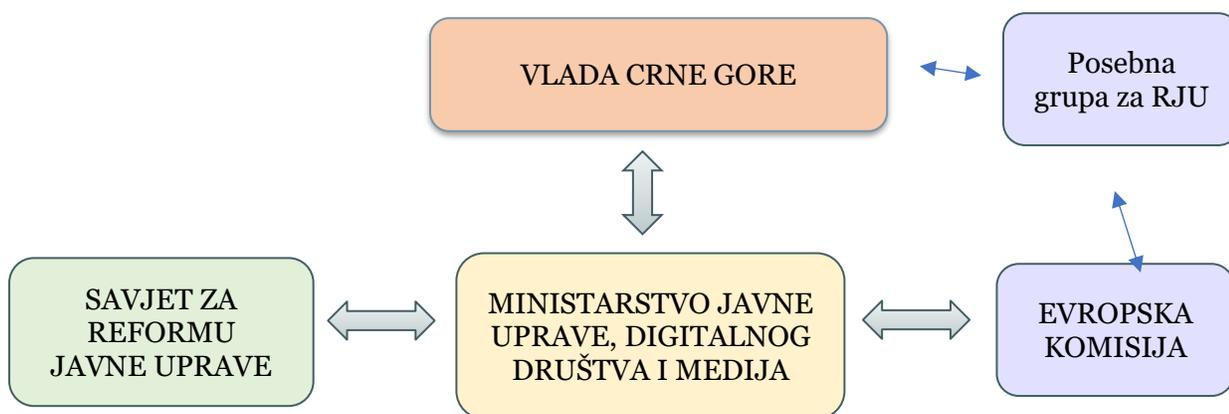 VLADA CRNE GORE
Posebna
grupa za RJU
SAVJET ZA
REFORMU
JAVNE UPRAVE
MINISTARSTVO JAVNE
UPRAVE, DIGITALNOG
DRUŠTVA I MEDIJA
EVROPSKA
KOMISIJA